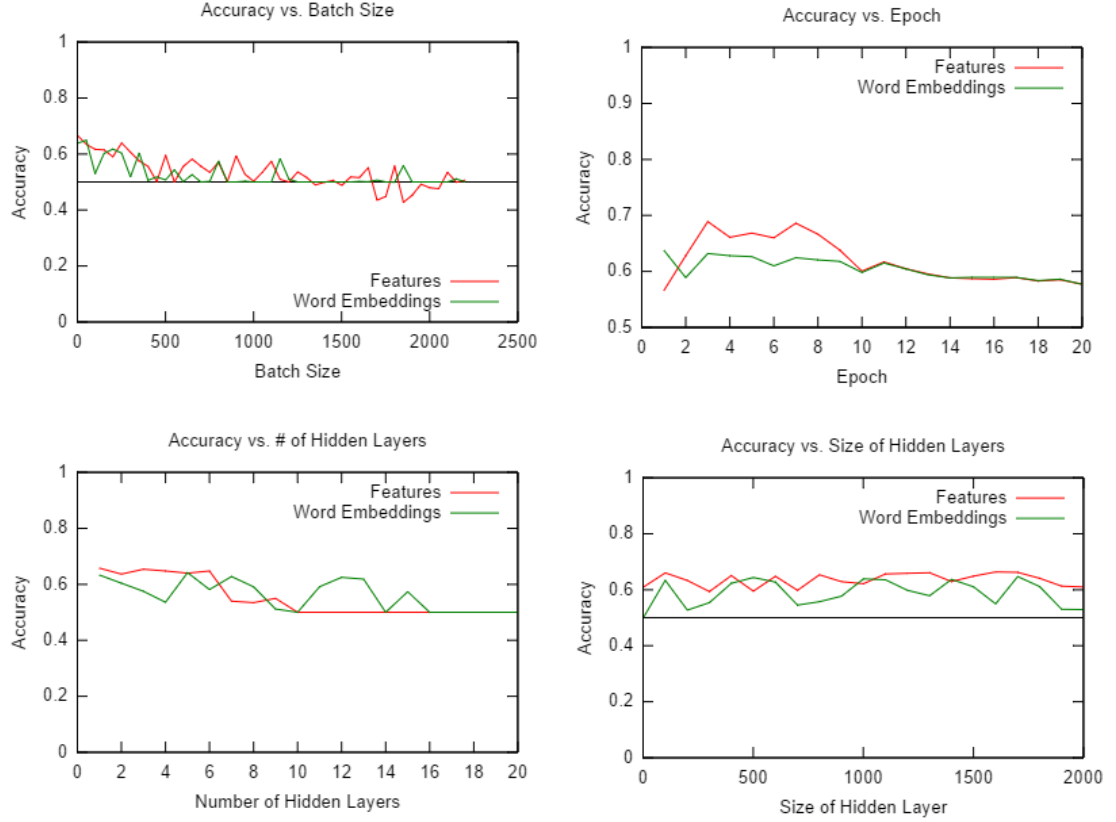 Accuracy vs. Batch Size
1
0.8
0.6
0.4
0.2
0
Accuracy
Features
Word Embeddings
0 500 1000 1500 2000 2500
Batch Size
Accuracy vs. Epoch
1
0.9
0.8
0.7
0.6
0.5
Accuracy
Features
Word Embeddings
0 2 4 6 8 10 12 14 16 18 20
Epoch
Accuracy vs. # of Hidden Layers
1
0.8
0.6
0.4
0.2
0
Accuracy
Features
Word Embeddings
0 2 4 6 8 10 12 14 16 18 20
Number of Hidden Layers
Accuracy vs. Size of Hidden Layers
1
0.8
0.6
0.4
0.2
0
Accuracy
Features
Word Embeddings
0 500 1000 1500 2000
Size of Hidden Layer